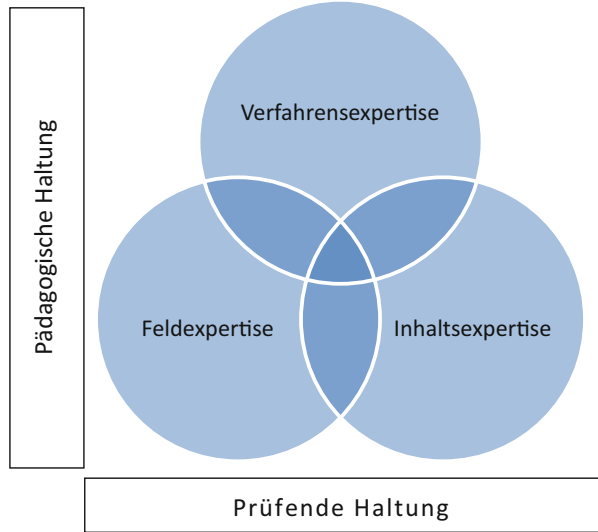 Verfahrensexpertise
Pädagogische Haltung
Feldexpertise
Inhaltsexpertise
Prüfende Haltung